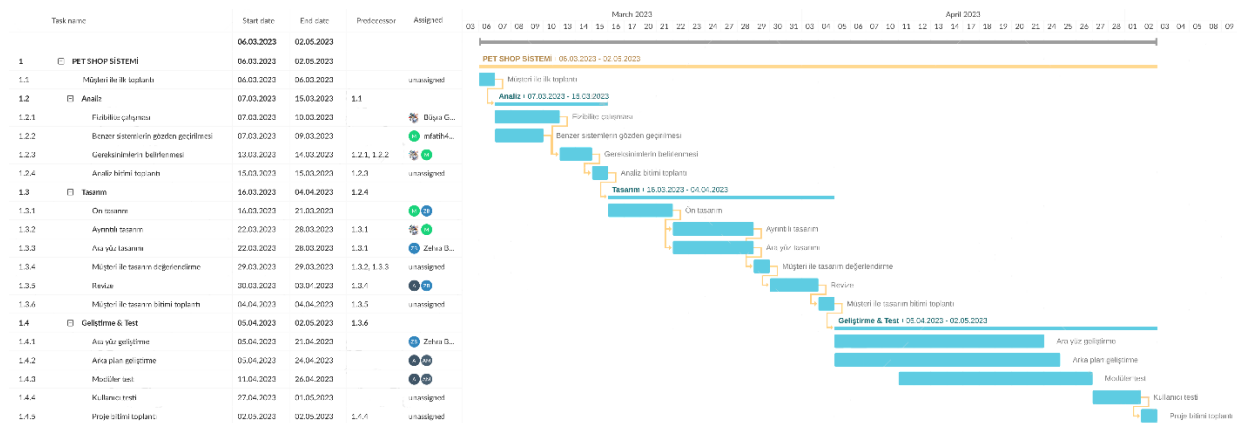 Task name Start date End date Predecessor Assigned March 2023 April 2023
03 06 07 08 09 10 13 14 15 16 17 20 21 22 23 24 27 28 29 30 31 03 04 05 06 07 10 11 12 13 14 17 18 19 20 21 24 25 26 27 28 01 02 03 04 05 08 09
06.03.2023 02.05.2023
1 PET SHOP SİSTEMİ 06.03.2023 02.05.2023 PET SHOP SİSTEMİ · 06.03.2023 - 02.05.2023
1.1 Müşteri ile ilk toplantı 06.03.2023 06.03.2023 unassigned Müşteri ile ilk toplantı
1.2 Analiz 07.03.2023 15.03.2023 1.1 Analiz · 07.03.2023 - 15.03.2023
1.2.1 Fizibilite çalışması 07.03.2023 10.03.2023 Büşra G... Fizibilite çalışması
1.2.2 Benzer sistemlerin gözden geçirilmesi 07.03.2023 09.03.2023 M mfatih4... Benzer sistemlerin gözden geçirilmesi
1.2.3 Gereksinimlerin belirlenmesi 13.03.2023 14.03.2023 1.2.1, 1.2.2 M Gereksinimlerin belirlenmesi
1.2.4 Analiz bitimi toplantı 15.03.2023 15.03.2023 1.2.3 unassigned Analiz bitimi toplantı
1.3 Tasarım 16.03.2023 04.04.2023 1.2.4 Tasarım · 16.03.2023 - 04.04.2023
1.3.1 Ön tasarım 16.03.2023 21.03.2023 M ZB Ön tasarım
1.3.2 Ayrıntılı tasarım 22.03.2023 28.03.2023 1.3.1 M Ayrıntılı tasarım
1.3.3 Ara yüz tasarımı 22.03.2023 28.03.2023 1.3.1 ZB Zehra B... Ara yüz tasarımı
1.3.4 Müşteri ile tasarım değerlendirme 29.03.2023 29.03.2023 1.3.2, 1.3.3 unassigned Müşteri ile tasarım değerlendirme
1.3.5 Revize 30.03.2023 03.04.2023 1.3.4 A ZB Revize
1.3.6 Müşteri ile tasarım bitimi toplantı 04.04.2023 04.04.2023 1.3.5 unassigned Müşteri ile tasarım bitimi toplantı
1.4 Geliştirme & Test 05.04.2023 02.05.2023 1.3.6 Geliştirme & Test · 05.04.2023 - 02.05.2023
1.4.1 Ara yüz geliştirme 05.04.2023 21.04.2023 ZB Zehra B... Ara yüz geliştirme
1.4.2 Arka plan geliştirme 05.04.2023 24.04.2023 A AM Arka plan geliştirme
1.4.3 Modüler test 11.04.2023 26.04.2023 A AM Modüler test
1.4.4 Kullanıcı testi 27.04.2023 01.05.2023 unassigned Kullanıcı testi
1.4.5 Proje bitimi toplantı 02.05.2023 02.05.2023 1.4.4 unassigned Proje bitimi toplantı